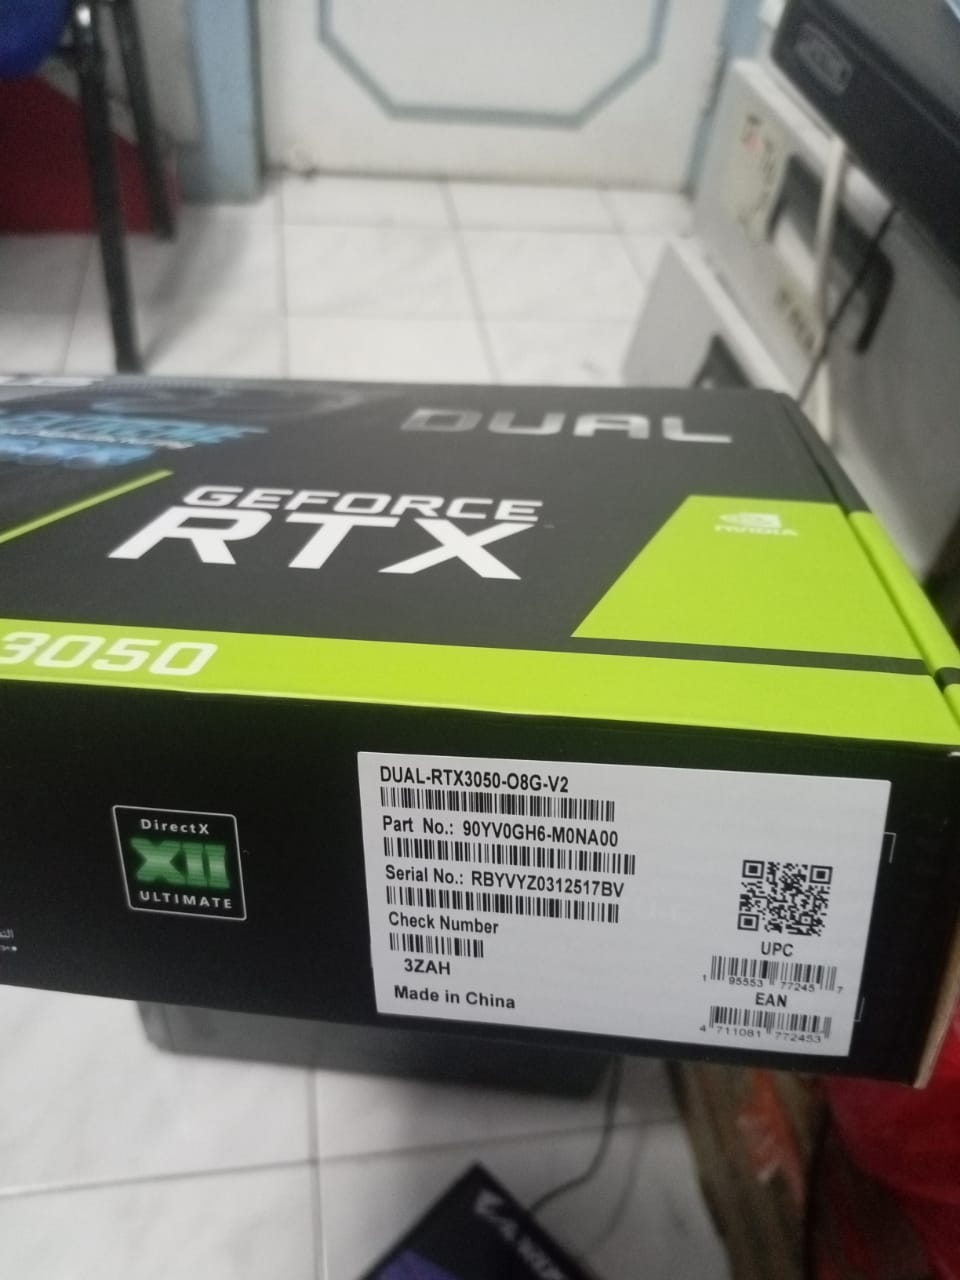 DUAL
GEFORCE
RTX
NVIDIA
3050
DirectX
XII
ULTIMATE
DUAL-RTX3050-O8G-V2
Part No.: 90YV0GH6-M0NA00
Serial No.: RBYVYZ0312517BV
Check Number
3ZAH
Made in China
UPC
1 95553 77245 7
EAN
4 711081 772453